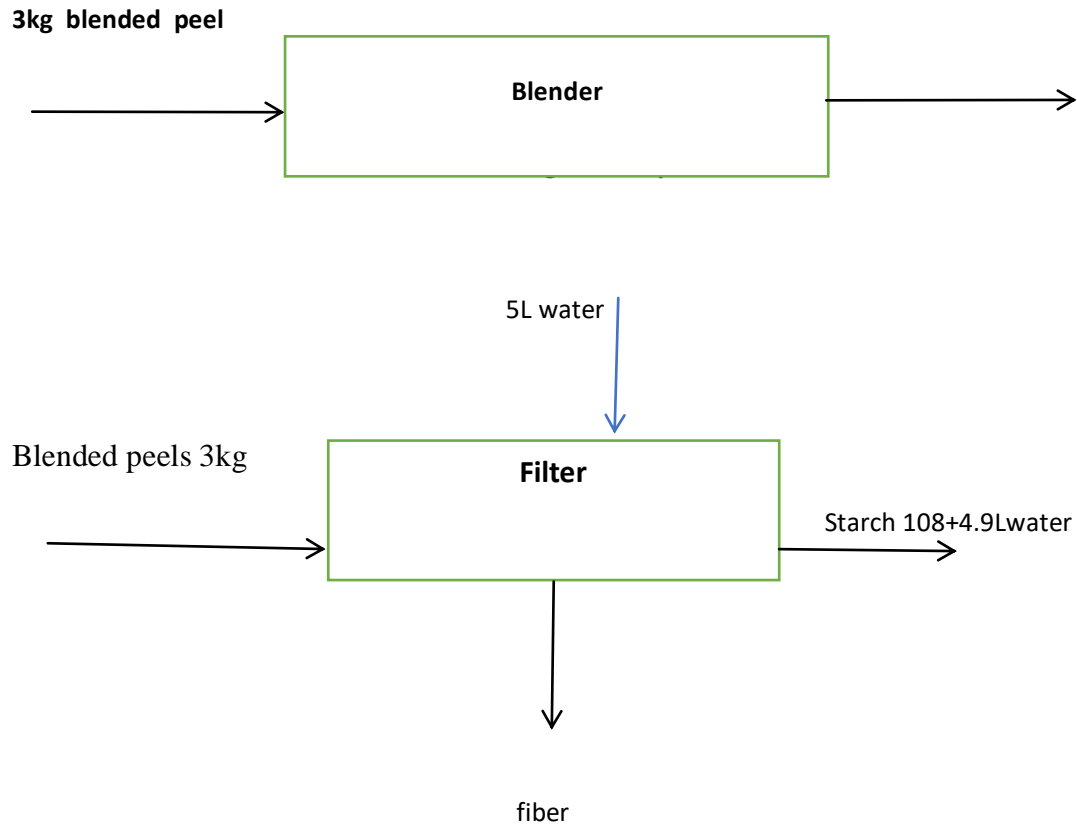 3kg blended peel
Blender
5L water
Blended peels 3kg
Filter
Starch 108+4.9Lwater
fiber